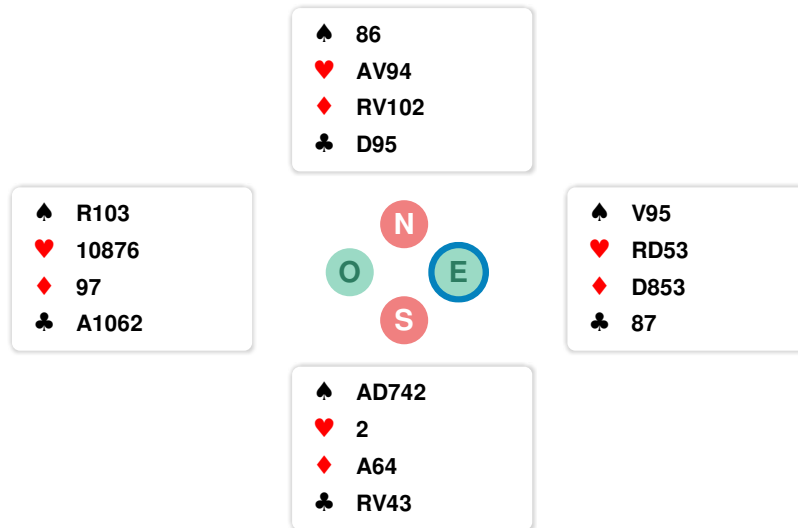 ♠ 86
♥ AV94
♦ RV102
♣ D95
♠ R103
♥ 10876
♦ 97
♣ A1062
N
O
E
S
♠ V95
♥ RD53
♦ D853
♣ 87
♠ AD742
♥ 2
♦ A64
♣ RV43